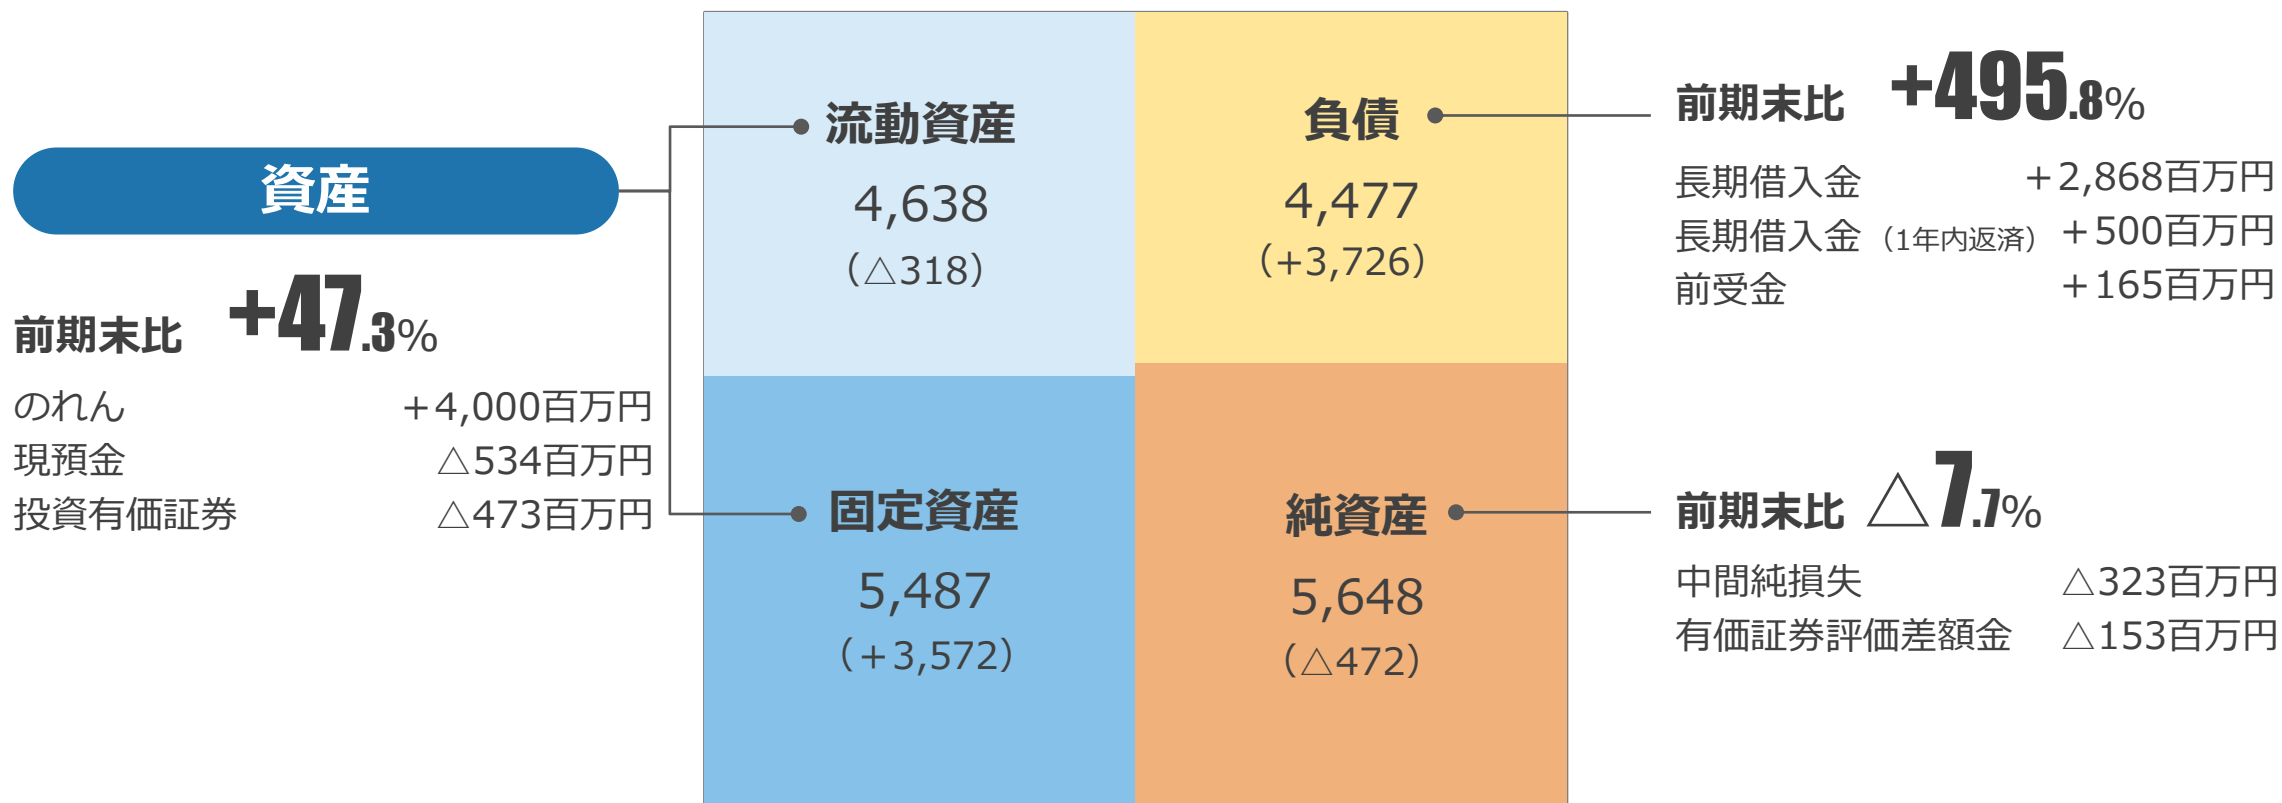 資産
前期末比 +47.3%
のれん +4,000百万円
現預金 △534百万円
投資有価証券 △473百万円
流動資産
4,638
(△318)
固定資産
5,487
(+3,572)
負債
4,477
(+3,726)
純資産
5,648
(△472)
前期末比 +495.8%
長期借入金 +2,868百万円
長期借入金(1年内返済) +500百万円
前受金 +165百万円
前期末比 △7.7%
中間純損失 △323百万円
有価証券評価差額金 △153百万円